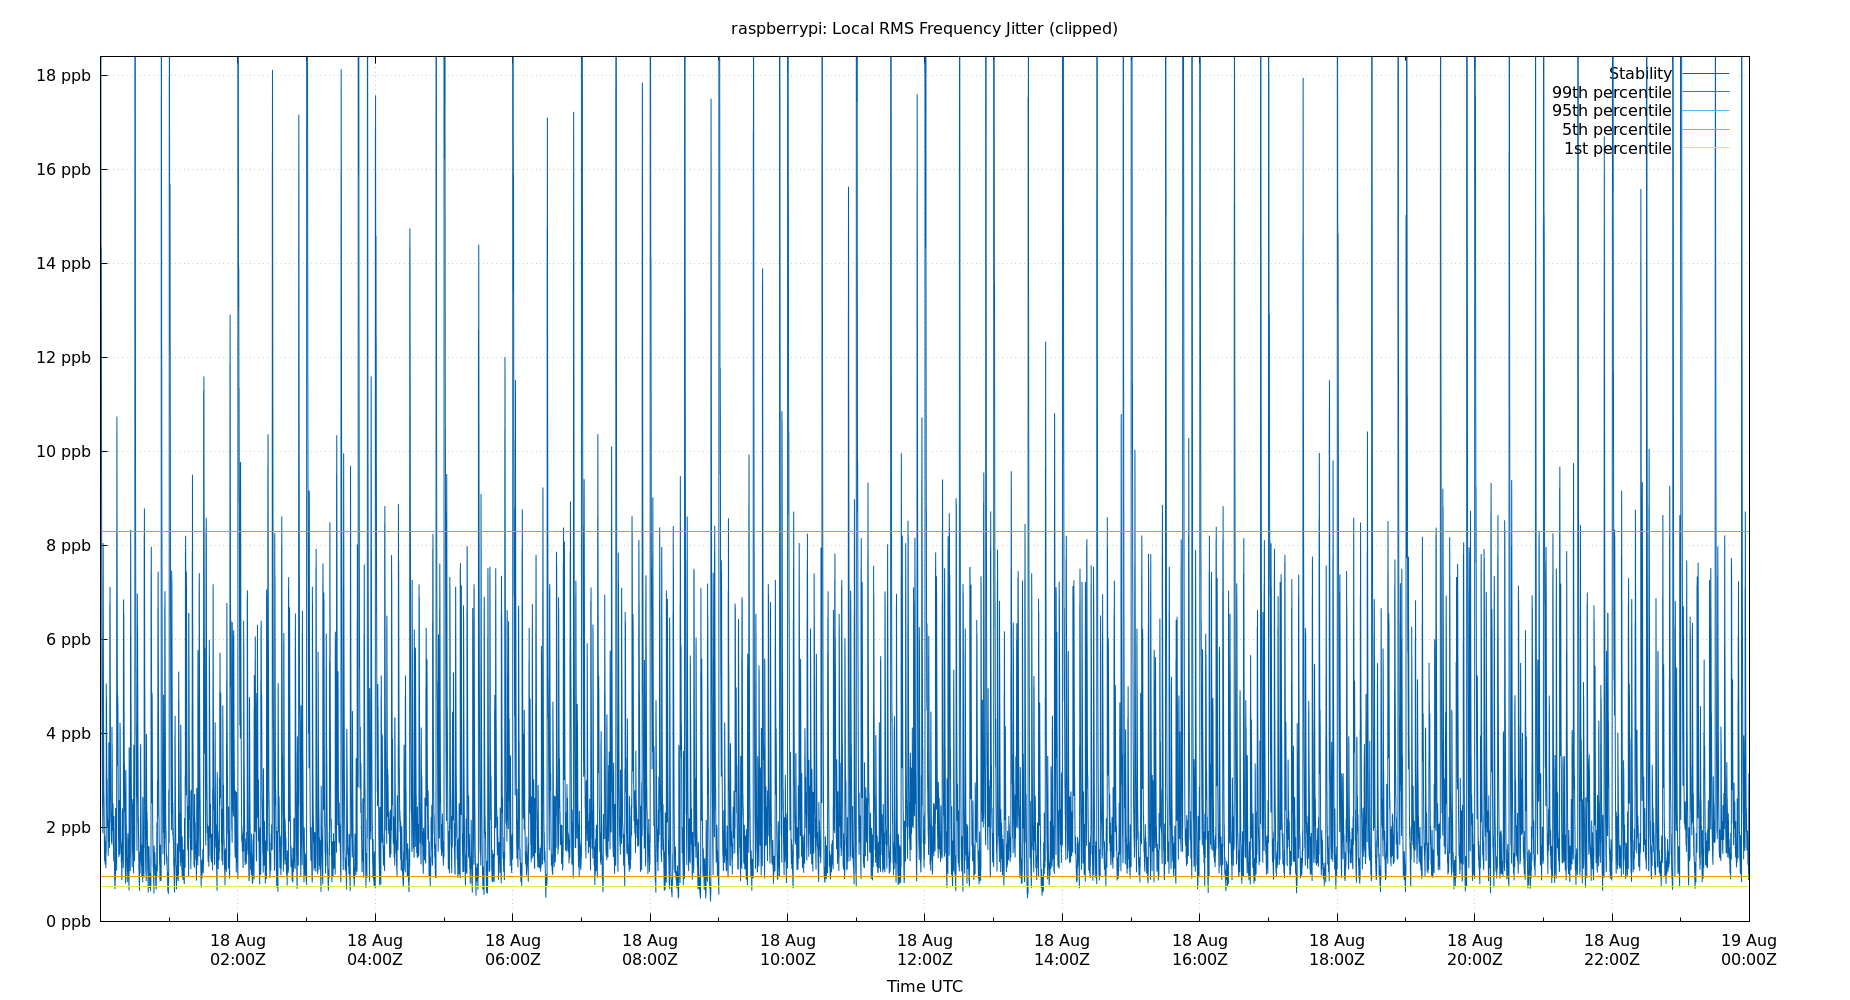 raspberrypi: Local RMS Frequency Jitter (clipped)
18 ppb
16 ppb
14 ppb
12 ppb
10 ppb
8 ppb
6 ppb
4 ppb
2 ppb
0 ppb
Stability
99th percentile
95th percentile
5th percentile
1st percentile
18 Aug 18 Aug 18 Aug 18 Aug 18 Aug 18 Aug 18 Aug 18 Aug 18 Aug 18 Aug 18 Aug 19 Aug
02:00Z 04:00Z 06:00Z 08:00Z 10:00Z 12:00Z 14:00Z 16:00Z 18:00Z 20:00Z 22:00Z 00:00Z
Time UTC